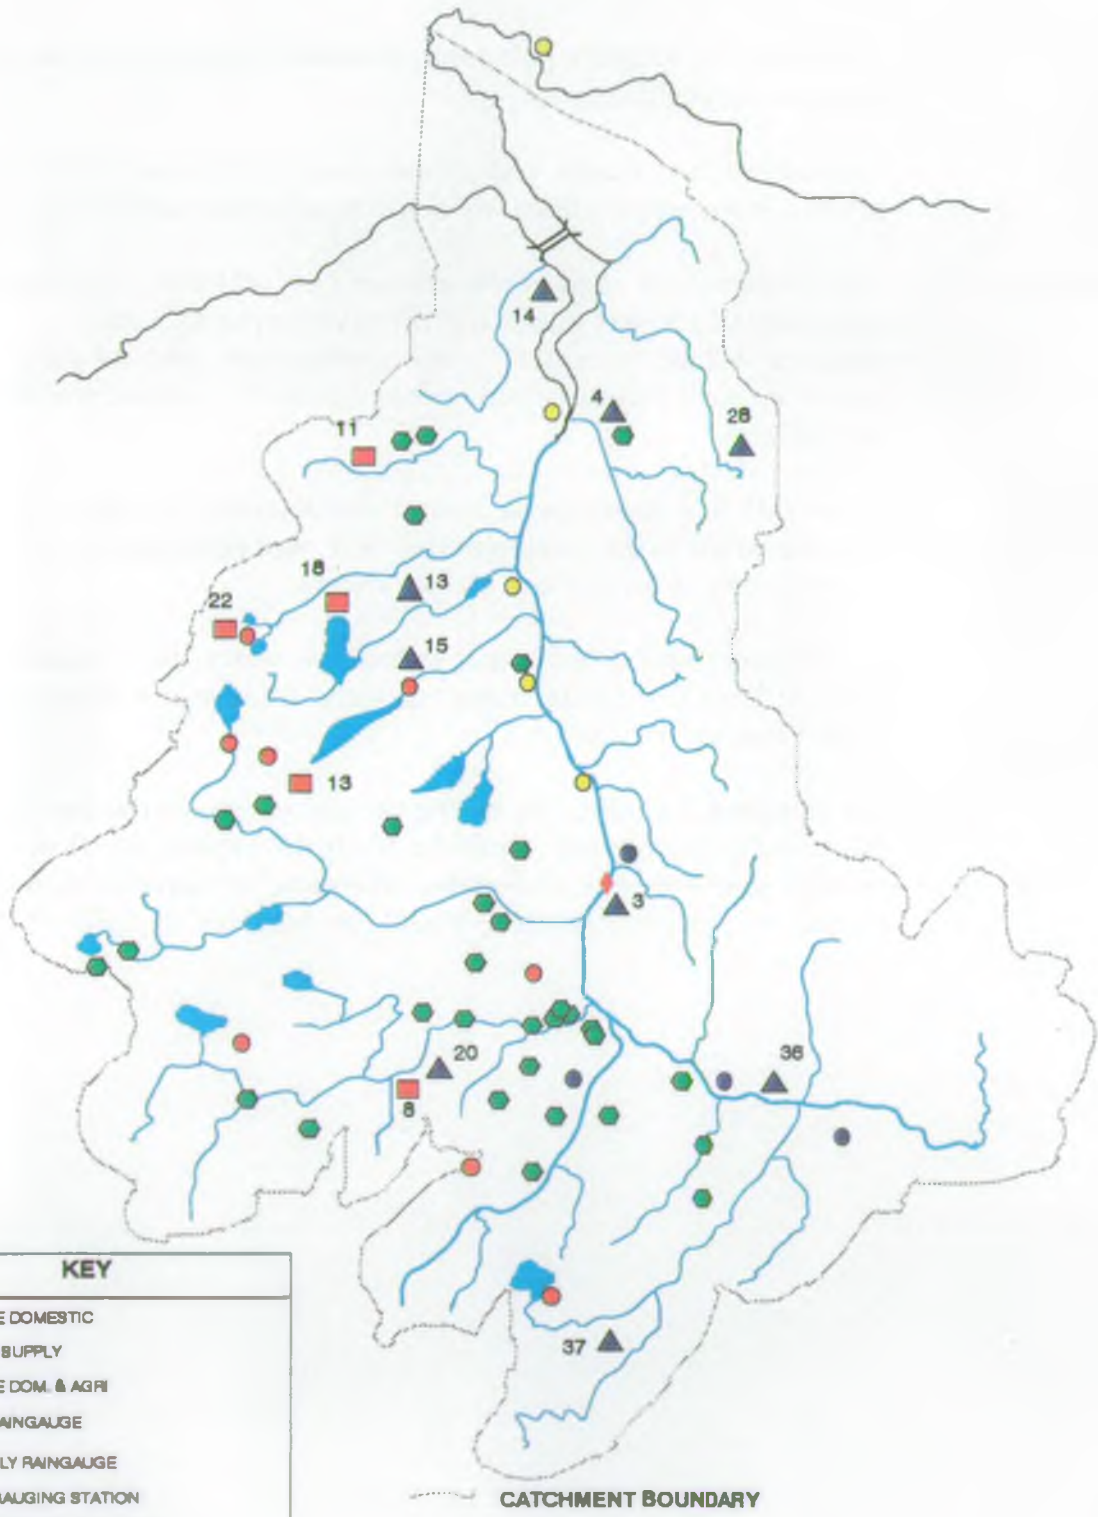 14
4
28
11
18
13
22
15
13
3
20
36
8
37
KEY
E DOMESTIC
SUPPLY
E DOM. & AGRI
AINGAUGE
LY RAINGAUGE
GAUGING STATION
CATCHMENT BOUNDARY